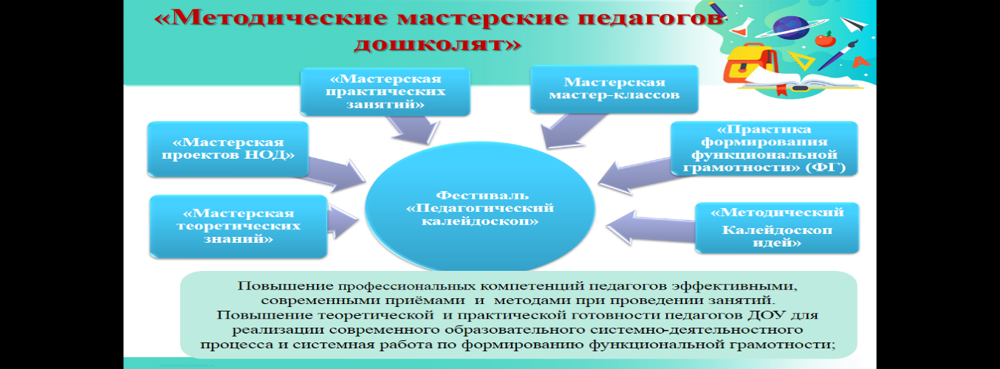 «Методические мастерские педагогов
дошколят»
«Мастерская
практических
занятий»
Мастерская
мастер-классов
«Мастерская
проектов НОД»
«Практика
формирования
функциональной
грамотности» (ФГ)
«Мастерская
теоретических
знаний»
Фестиваль
«Педагогический
калейдоскоп»
«Методический
Калейдоскоп
идей»
Повышение профессиональных компетенций педагогов эффективными,
современными приёмами и методами при проведении занятий.
Повышение теоретической и практической готовности педагогов ДОУ для
реализации современного образовательного системно-деятельностного
процесса и системная работа по формированию функциональной грамотности;